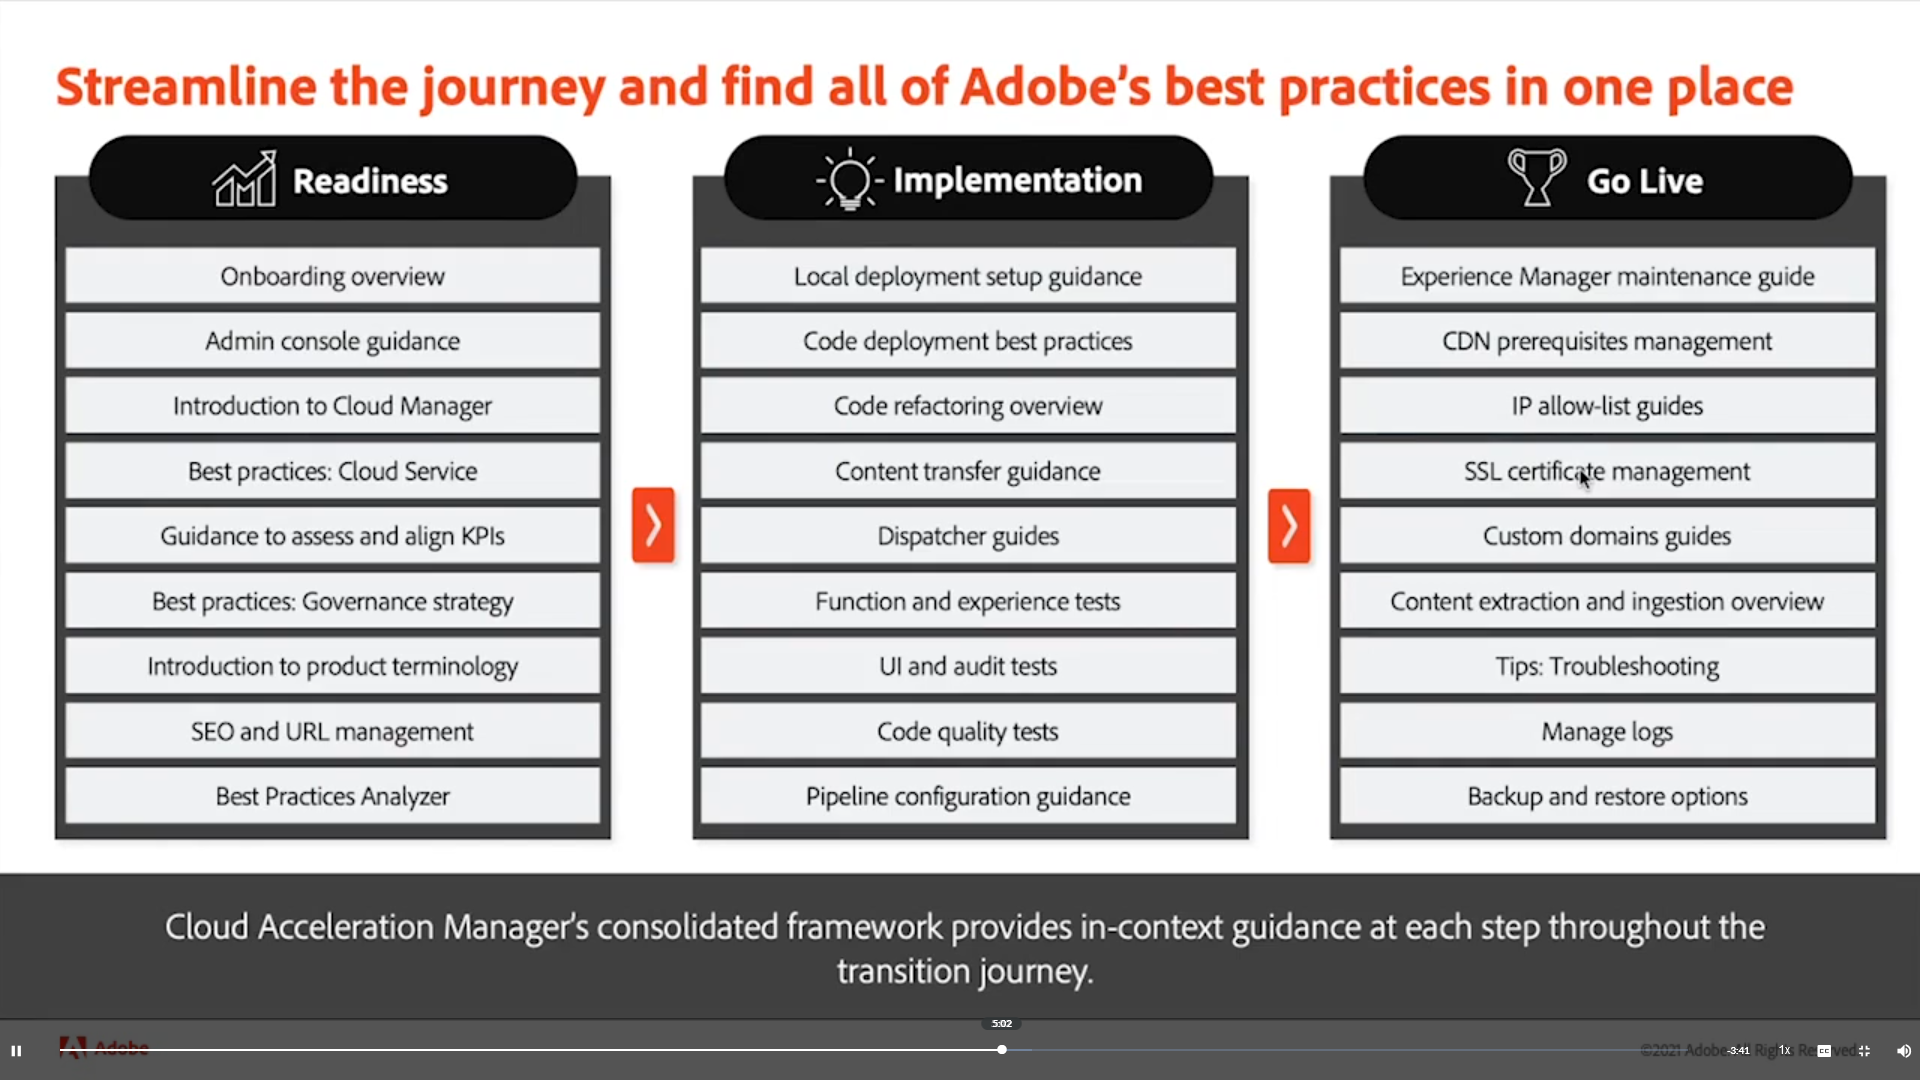 Streamline the journey and find all of Adobe's best practices in one place
Readiness
Onboarding overview
Admin console guidance
Introduction to Cloud Manager
Best practices: Cloud Service
Guidance to assess and align KPIs
Best practices: Governance strategy
Introduction to product terminology
SEO and URL management
Best Practices Analyzer
Implementation
Local deployment setup guidance
Code deployment best practices
Code refactoring overview
Content transfer guidance
Dispatcher guides
Function and experience tests
UI and audit tests
Code quality tests
Pipeline configuration guidance
Go Live
Experience Manager maintenance guide
CDN prerequisites management
IP allow-list guides
SSL certificate management
Custom domains guides
Content extraction and ingestion overview
Tips: Troubleshooting
Manage logs
Backup and restore options
Cloud Acceleration Manager's consolidated framework provides in-context guidance at each step throughout the
transition journey.
5:02
Adobe
©2021 Adobe. All Rights Reserved.
-3:41
1x
CC